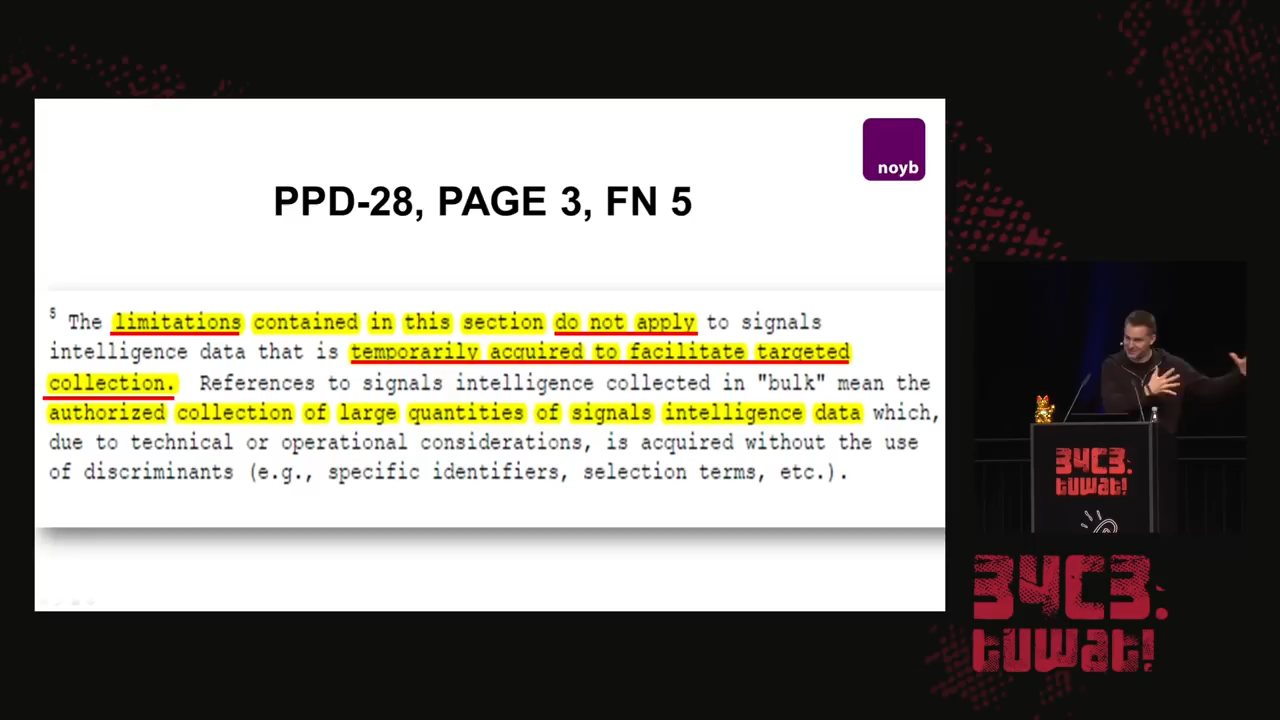 noyb
PPD-28, PAGE 3, FN 5
5 The limitations contained in this section do not apply to signals
intelligence data that is temporarily acquired to facilitate targeted
collection. References to signals intelligence collected in "bulk" mean the
authorized collection of large quantities of signals intelligence data which,
due to technical or operational considerations, is acquired without the use
of discriminants (e.g., specific identifiers, selection terms, etc.).
34C3.
tuwat!
34C3.
tuwat!